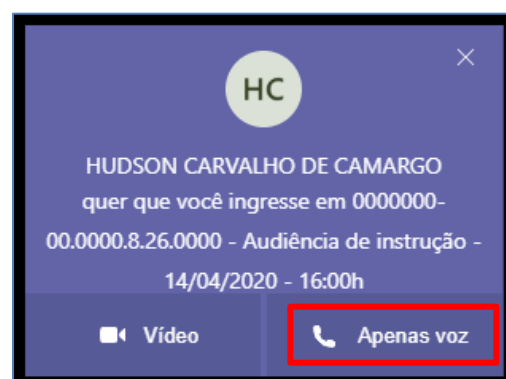 HC
HUDSON CARVALHO DE CAMARGO
quer que você ingresse em 0000000-
00.0000.8.26.0000 - Audiência de instrução -
14/04/2020 - 16:00h
Vídeo
Apenas voz